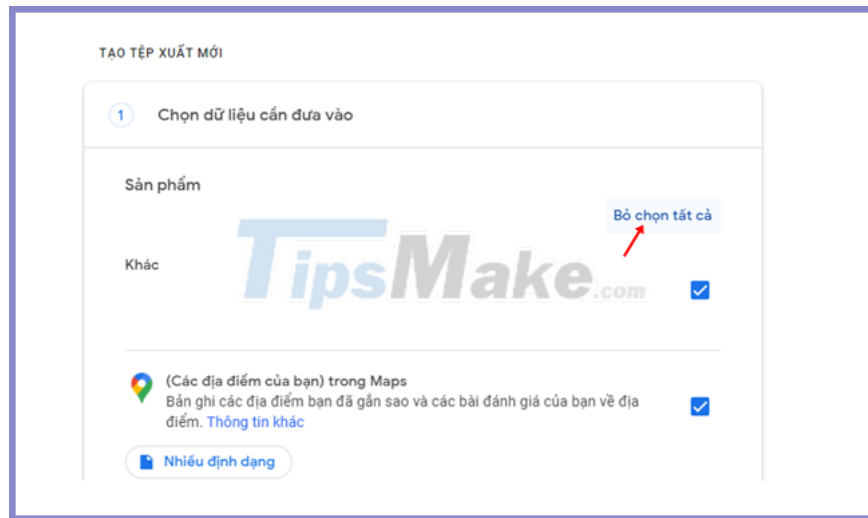 TẠO TỆP XUẤT MỚI
1 Chọn dữ liệu cần đưa vào
Sản phẩm
Bỏ chọn tất cả
Khác
TipsMake.com
(Các địa điểm của bạn) trong Maps
Bản ghi các địa điểm bạn đã gắn sao và các bài đánh giá của bạn về địa
điểm. Thông tin khác
Nhiều định dạng